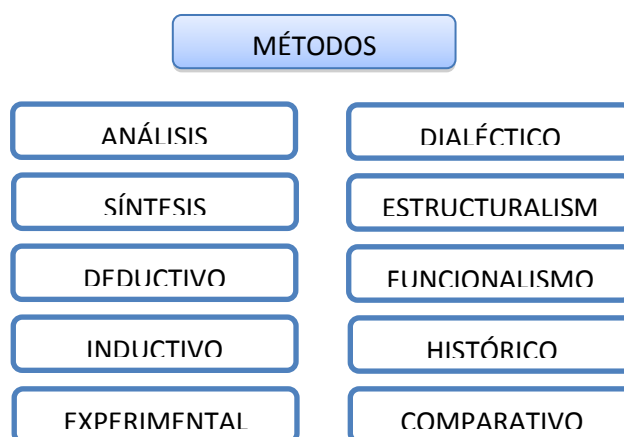 MÉTODOS
ANÁLISIS
DIALÉCTICO
SÍNTESIS
ESTRUCTURALISM
DEDUCTIVO
FUNCIONALISMO
INDUCTIVO
HISTÓRICO
EXPERIMENTAL
COMPARATIVO